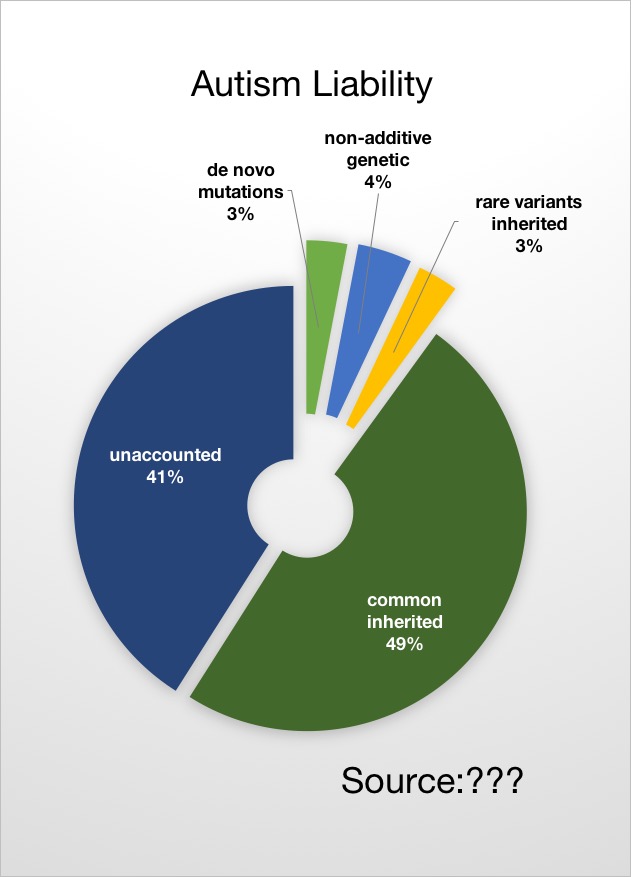 Autism Liability
de novo
mutations
3%
non-additive
genetic
4%
rare variants
inherited
3%
unaccounted
41%
common
inherited
49%
Source:???